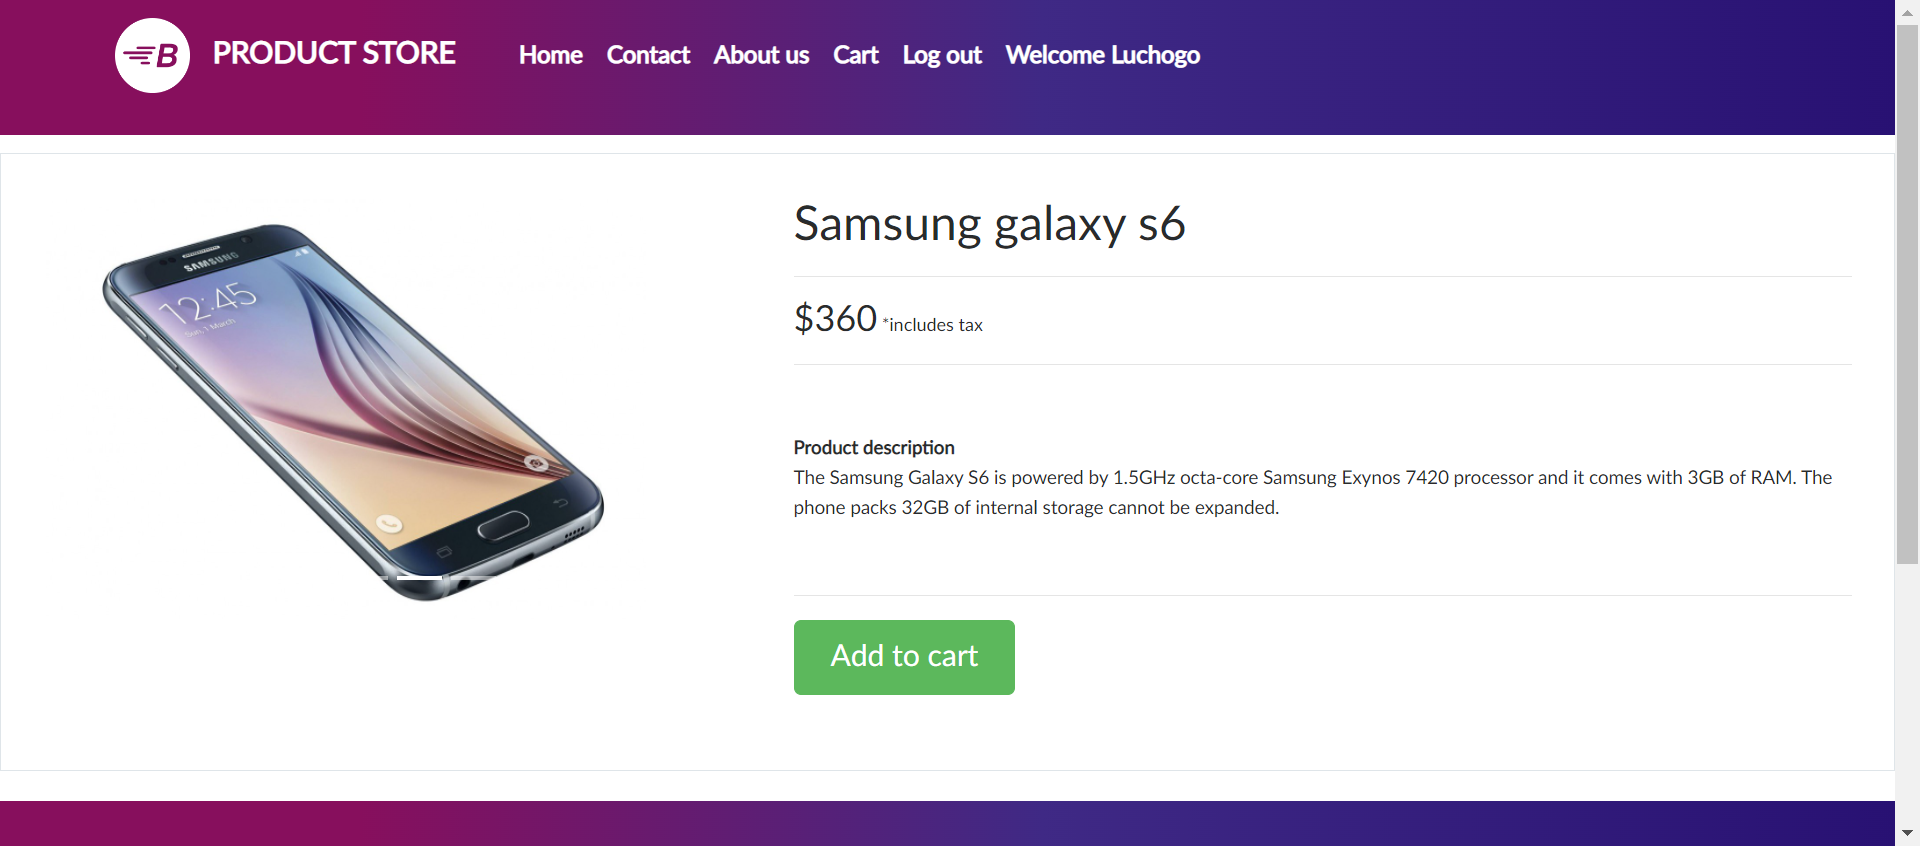 B PRODUCT STORE Home Contact About us Cart Log out Welcome Luchogo
SAMSUNG
12:45
Sun, 1 March
Samsung galaxy s6
$360 *includes tax
Product description
The Samsung Galaxy S6 is powered by 1.5GHz octa-core Samsung Exynos 7420 processor and it comes with 3GB of RAM. The
phone packs 32GB of internal storage cannot be expanded.
Add to cart